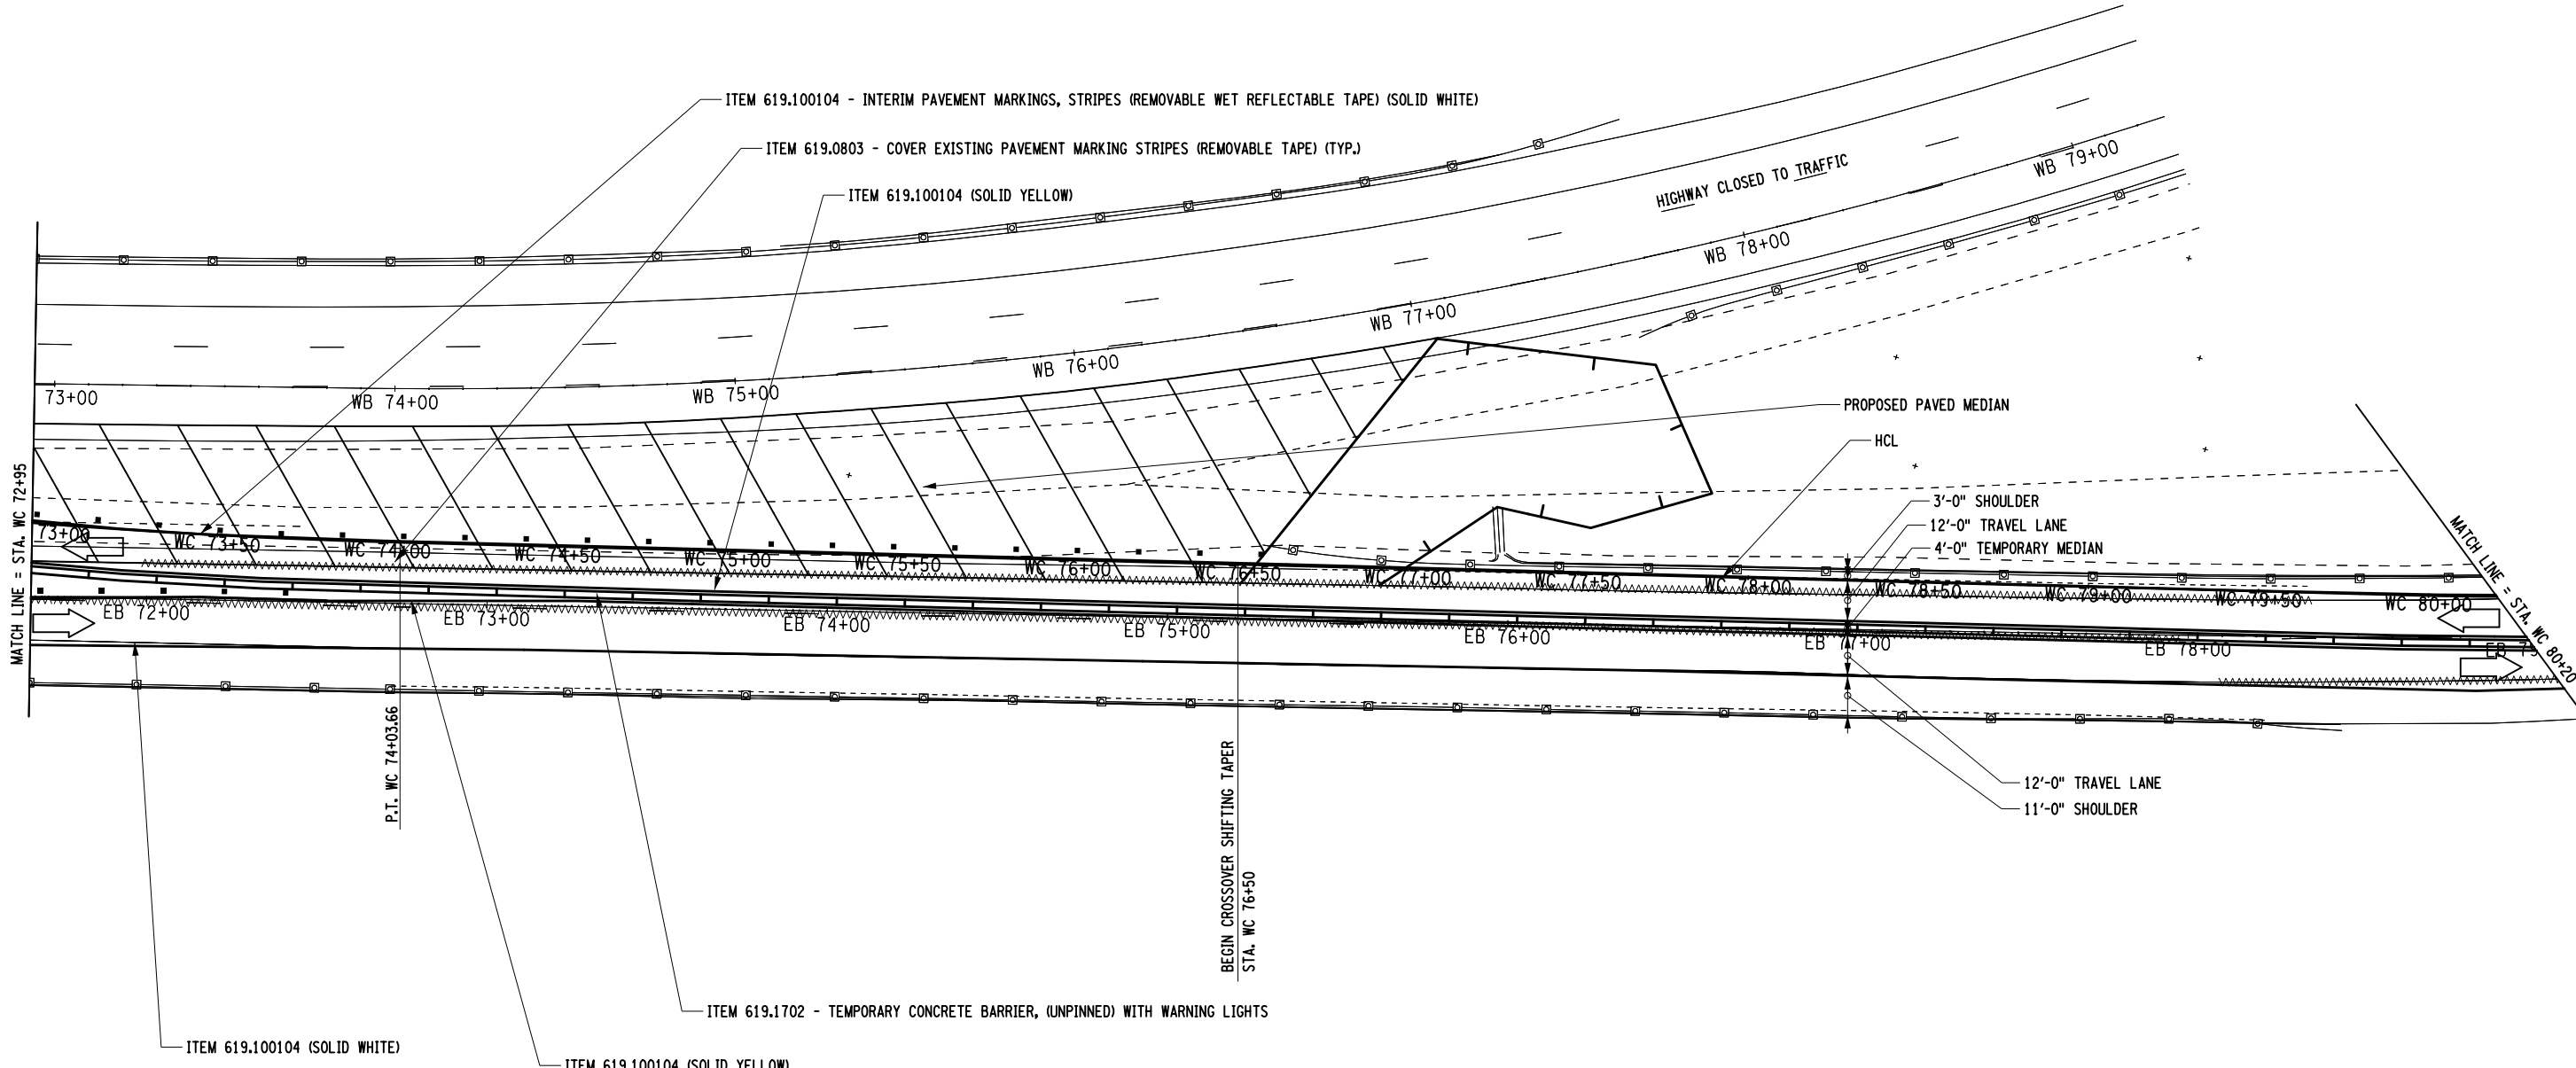 ITEM 619.100104 - INTERIM PAVEMENT MARKINGS, STRIPES (REMOVABLE WET REFLECTABLE TAPE) (SOLID WHITE)
ITEM 619.0803 - COVER EXISTING PAVEMENT MARKING STRIPES (REMOVABLE TAPE) (TYP.)
ITEM 619.100104 (SOLID YELLOW)
HIGHWAY CLOSED TO TRAFFIC
WB 79+00
WB 78+00
WB 77+00
WB 76+00
WB 75+00
WB 74+00
73+00
PROPOSED PAVED MEDIAN
HCL
3'-0" SHOULDER
12'-0" TRAVEL LANE
4'-0" TEMPORARY MEDIAN
MATCH LINE = STA. WC 72+95
MATCH LINE = STA. WC 80+20
73+00
WC 73+50
WC 74+00
WC 74+50
WC 75+00
WC 75+50
WC 76+00
WC 76+50
WC 77+00
WC 77+50
WC 78+00
WC 78+50
WC 79+00
WC 79+50
WC 80+00
EB 72+00
EB 73+00
EB 74+00
EB 75+00
EB 76+00
EB 77+00
EB 78+00
EB 79
P.T. WC 74+03.66
BEGIN CROSSOVER SHIFTING TAPER
STA. WC 76+50
12'-0" TRAVEL LANE
11'-0" SHOULDER
ITEM 619.1702 - TEMPORARY CONCRETE BARRIER, (UNPINNED) WITH WARNING LIGHTS
ITEM 619.100104 (SOLID WHITE)
ITEM 619.100104 (SOLID YELLOW)